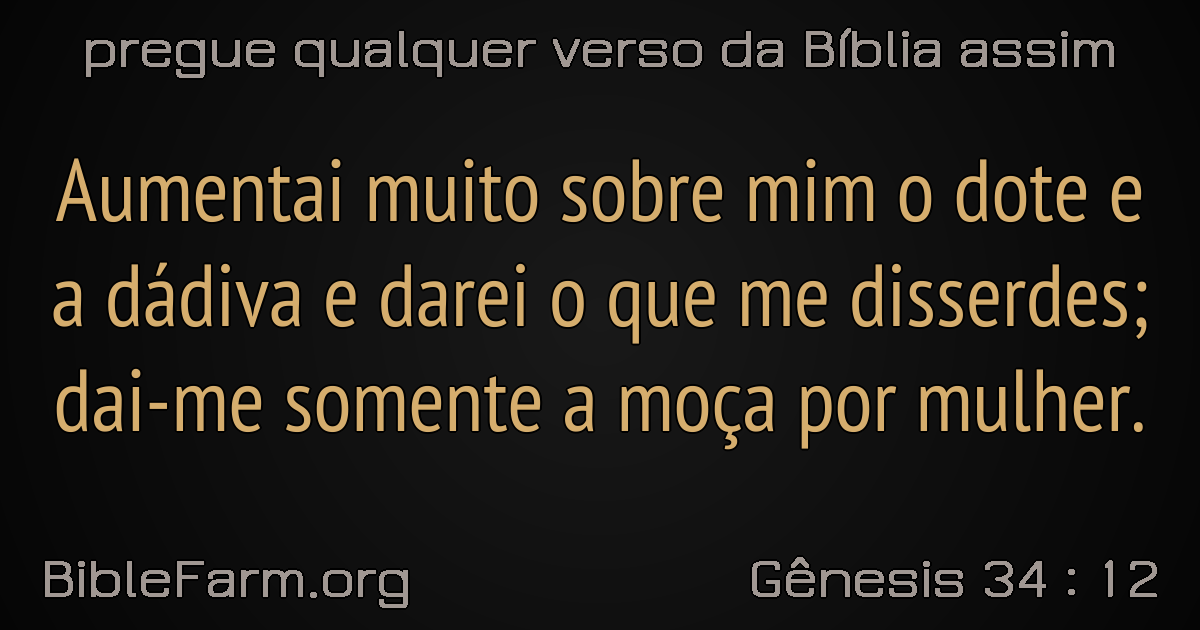 pregue qualquer verso da Bíblia assim
Aumentai muito sobre mim o dote e
a dádiva e darei o que me disserdes;
dai-me somente a moça por mulher.
BibleFarm.org
Gênesis 34 : 12